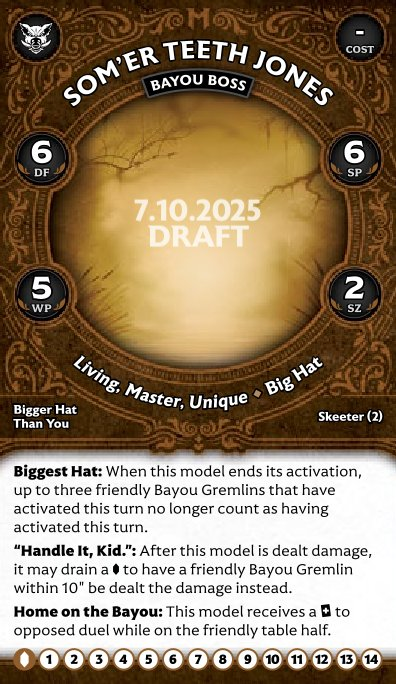 -
COST
SOM'ER TEETH JONES
BAYOU BOSS
6
DF
6
SP
7.10.2025
DRAFT
5
WP
2
SZ
Living, Master, Unique ⬥ Big Hat
Bigger Hat
Than You
Skeeter (2)
Biggest Hat: When this model ends its activation,
up to three friendly Bayou Gremlins that have
activated this turn no longer count as having
activated this turn.
“Handle It, Kid.”: After this model is dealt damage,
it may drain a to have a friendly Bayou Gremlin
within 10" be dealt the damage instead.
Home on the Bayou: This model receives a + to
opposed duel while on the friendly table half.
1 2 3 4 5 6 7 8 9 10 11 12 13 14